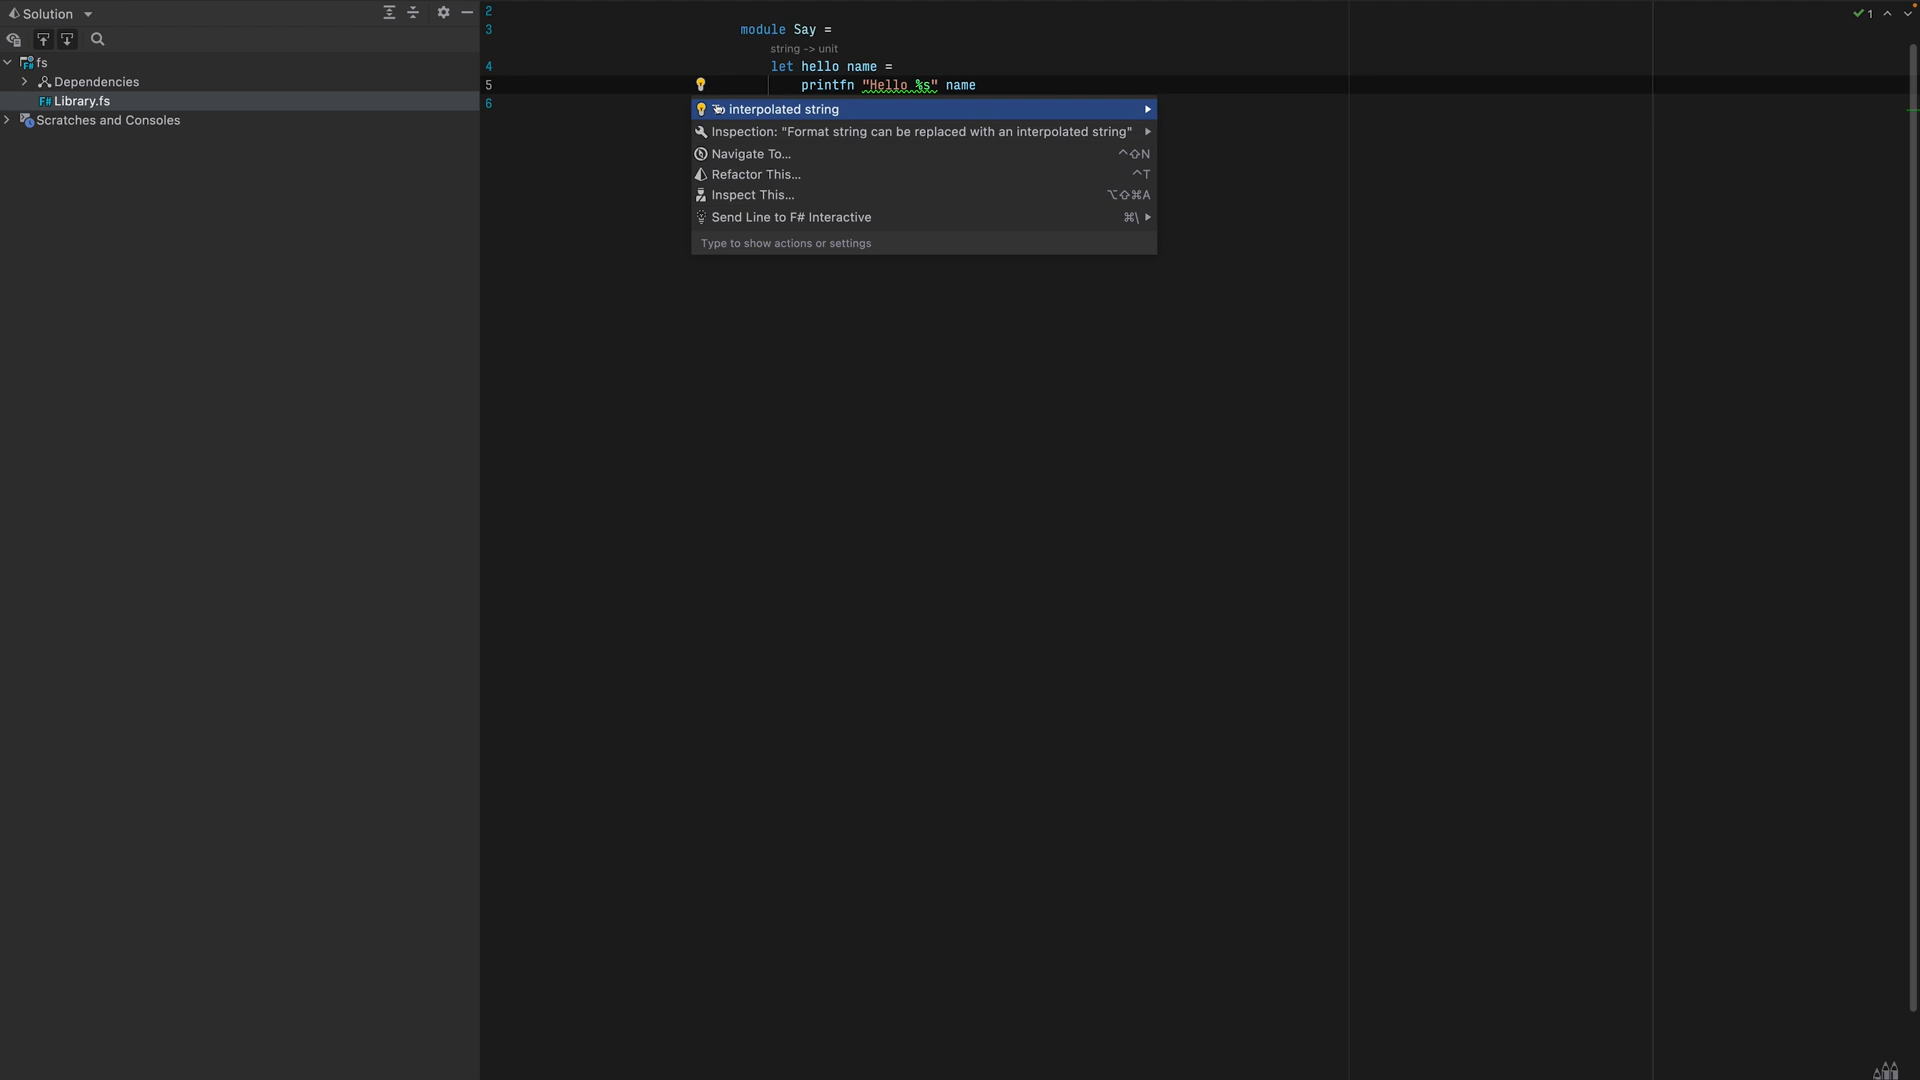 Solution
fs
Dependencies
Library.fs
Scratches and Consoles
2
3 module Say =
string -> unit
4 let hello name =
5 printfn "Hello %s" name
6
interpolated string
Inspection: "Format string can be replaced with an interpolated string"
Navigate To... ^⇧N
Refactor This... ^T
Inspect This... ⌥⇧⌘A
Send Line to F# Interactive ⌘\
Type to show actions or settings
1